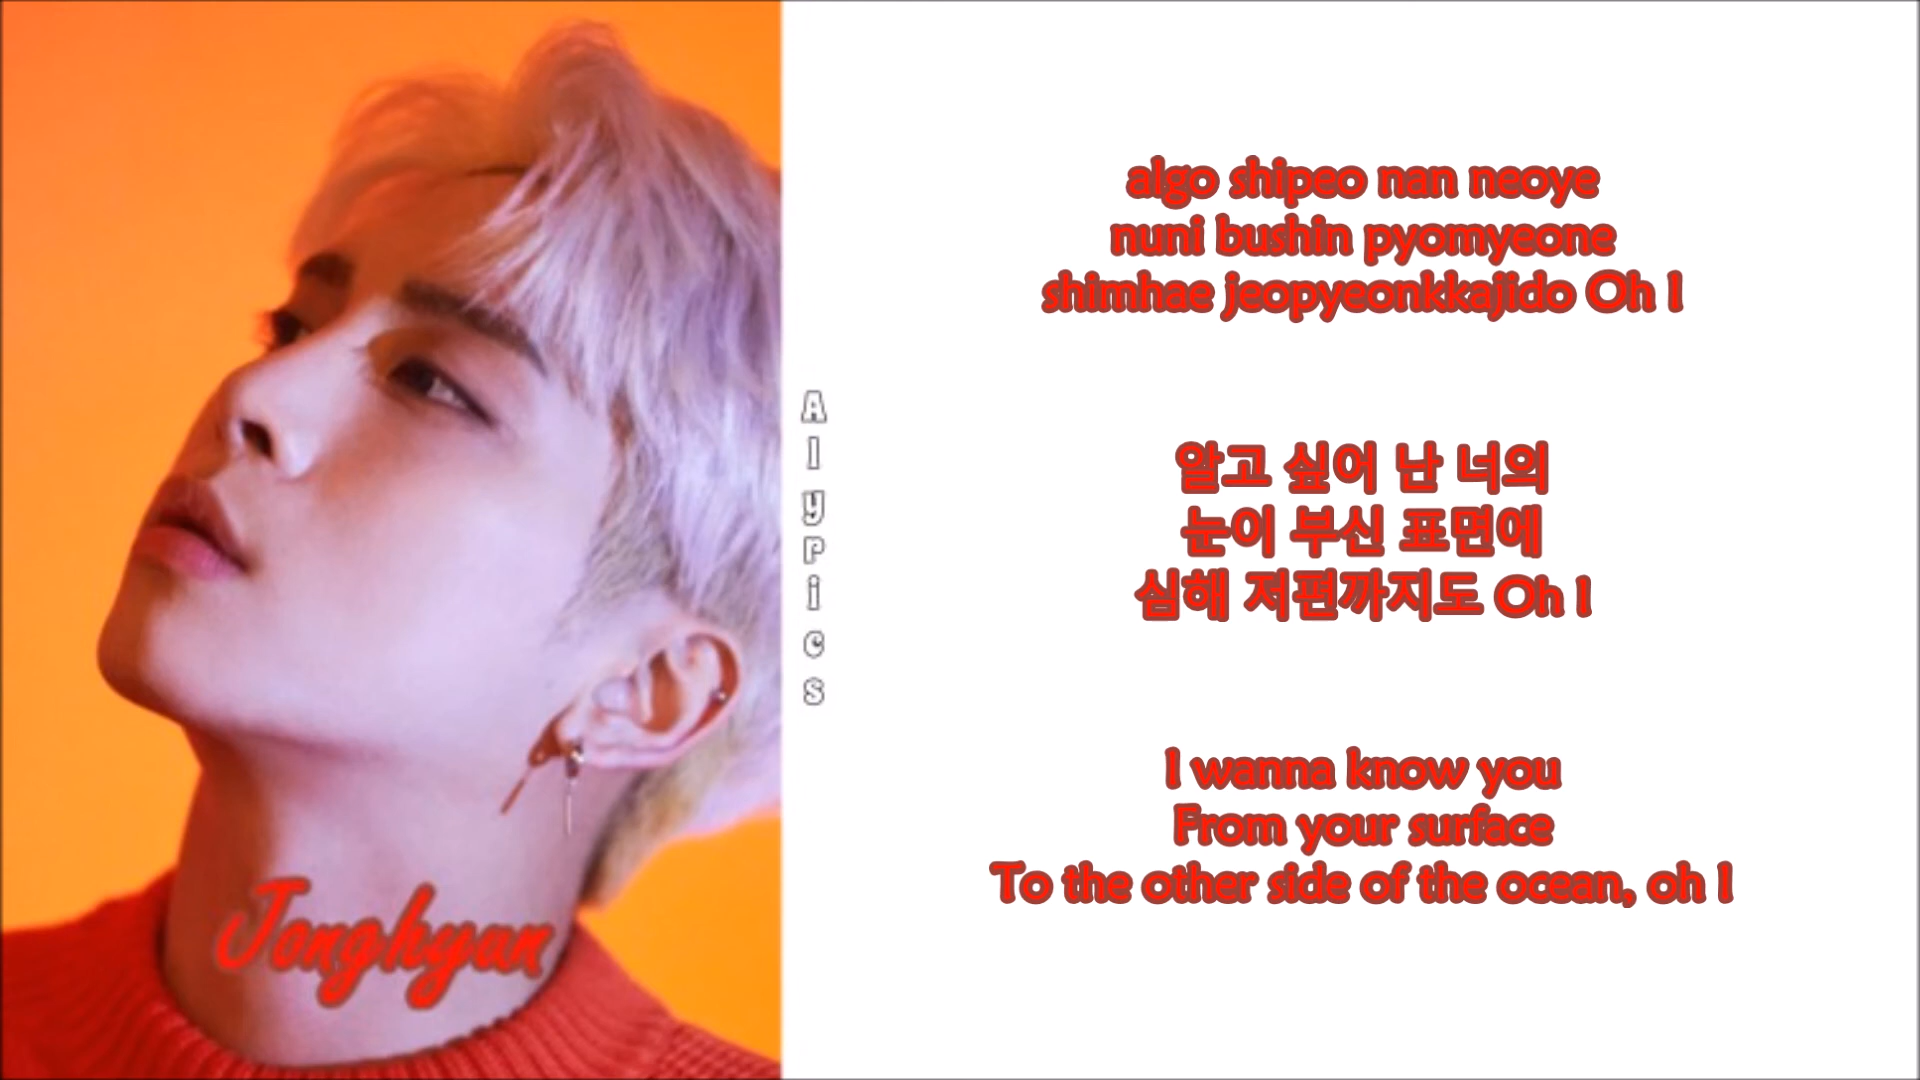 Jonghyun
AlyPics
algo shipeo nan neoye
nuni bushin pyomyeone
shimhae jeopyeonkkajido Oh I
알고 싶어 난 너의
눈이 부신 표면에
심해 저편까지도 Oh I
I wanna know you
From your surface
To the other side of the ocean, oh I